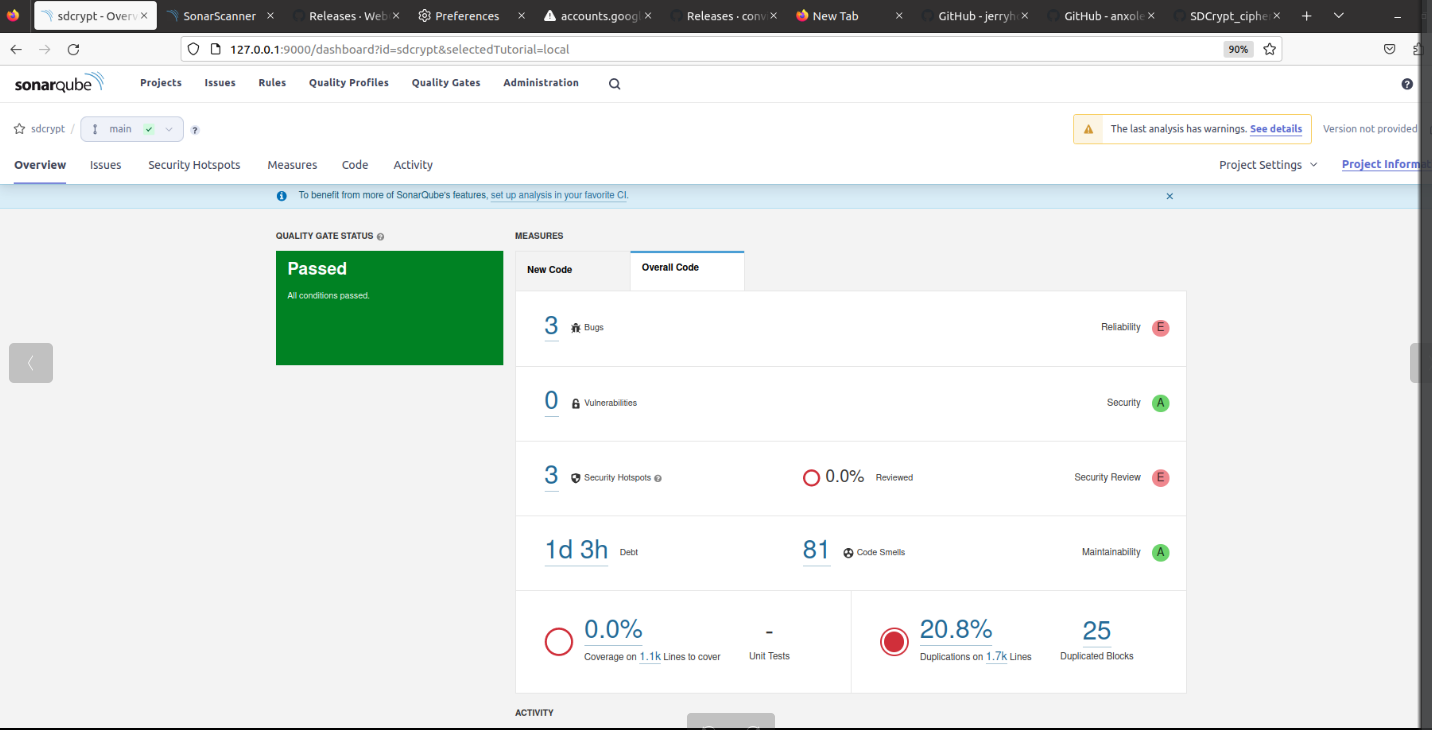 sdcrypt - Overv
SonarScanner
Releases · Web
Preferences
accounts.googl
Releases · conv
New Tab
GitHub - jerryh
GitHub - anxole
SDCrypt_ciphe
127.0.0.1:9000/dashboard?id=sdcrypt&selectedTutorial=local
90%
sonarqube
Projects Issues Rules Quality Profiles Quality Gates Administration
?
sdcrypt / main ?
The last analysis has warnings. See details
Version not provided
Overview Issues Security Hotspots Measures Code Activity
Project Settings
Project Informat
To benefit from more of SonarQube's features, set up analysis in your favorite CI.
QUALITY GATE STATUS ?
MEASURES
Passed
All conditions passed.
New Code
Overall Code
3 Bugs
Reliability E
0 Vulnerabilities
Security A
3 Security Hotspots ?
0.0% Reviewed
Security Review E
1d 3h Debt
81 Code Smells
Maintainability A
0.0%
Coverage on 1.1k Lines to cover
-
Unit Tests
20.8%
Duplications on 1.7k Lines
25
Duplicated Blocks
ACTIVITY